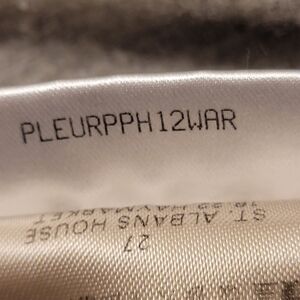 PLEURPPH12WAR
27
ST. ALBANS HOUSE
HAYMARKET